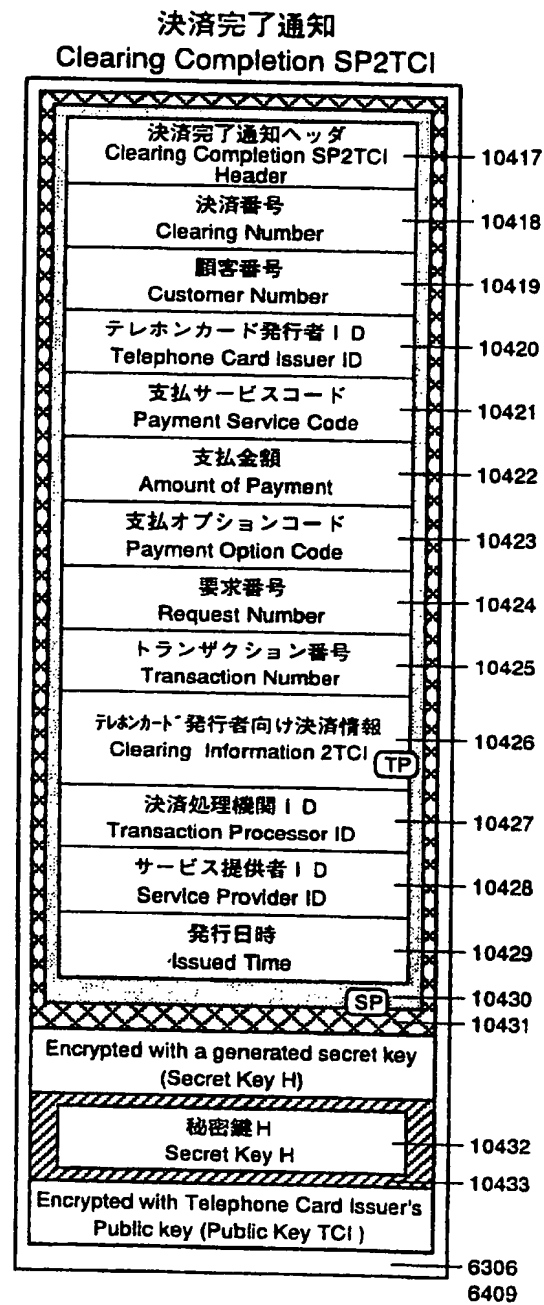 決済完了通知
Clearing Completion SP2TCI
決済完了通知ヘッダ
Clearing Completion SP2TCI
Header
10417
決済番号
Clearing Number
10418
顧客番号
Customer Number
10419
テレホンカード発行者ID
Telephone Card Issuer ID
10420
支払サービスコード
Payment Service Code
10421
支払金額
Amount of Payment
10422
支払オプションコード
Payment Option Code
10423
要求番号
Request Number
10424
トランザクション番号
Transaction Number
10425
ﾃﾚﾎﾝｶｰﾄﾞ発行者向け決済情報
Clearing Information 2TCI
TP
10426
決済処理機関ID
Transaction Processor ID
10427
サービス提供者ID
Service Provider ID
10428
発行日時
Issued Time
10429
SP
10430
10431
Encrypted with a generated secret key
(Secret Key H)
秘密鍵H
Secret Key H
10432
10433
Encrypted with Telephone Card Issuer's
Public key (Public Key TCI )
6306
6409